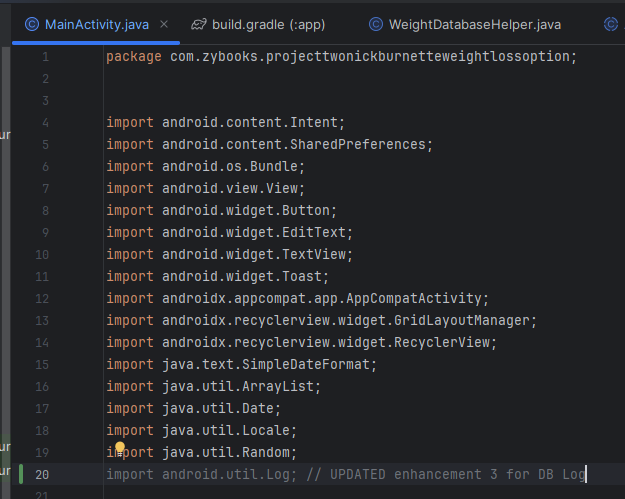 MainActivity.java build.gradle (:app) WeightDatabaseHelper.java
1 package com.zybooks.projecttwonickburnetteweightlossoption;
2
3
4 import android.content.Intent;
5 import android.content.SharedPreferences;
6 import android.os.Bundle;
7 import android.view.View;
8 import android.widget.Button;
9 import android.widget.EditText;
10 import android.widget.TextView;
11 import android.widget.Toast;
12 import androidx.appcompat.app.AppCompatActivity;
13 import androidx.recyclerview.widget.GridLayoutManager;
14 import androidx.recyclerview.widget.RecyclerView;
15 import java.text.SimpleDateFormat;
16 import java.util.ArrayList;
17 import java.util.Date;
18 import java.util.Locale;
19 import java.util.Random;
20 import android.util.Log; // UPDATED enhancement 3 for DB Log
21